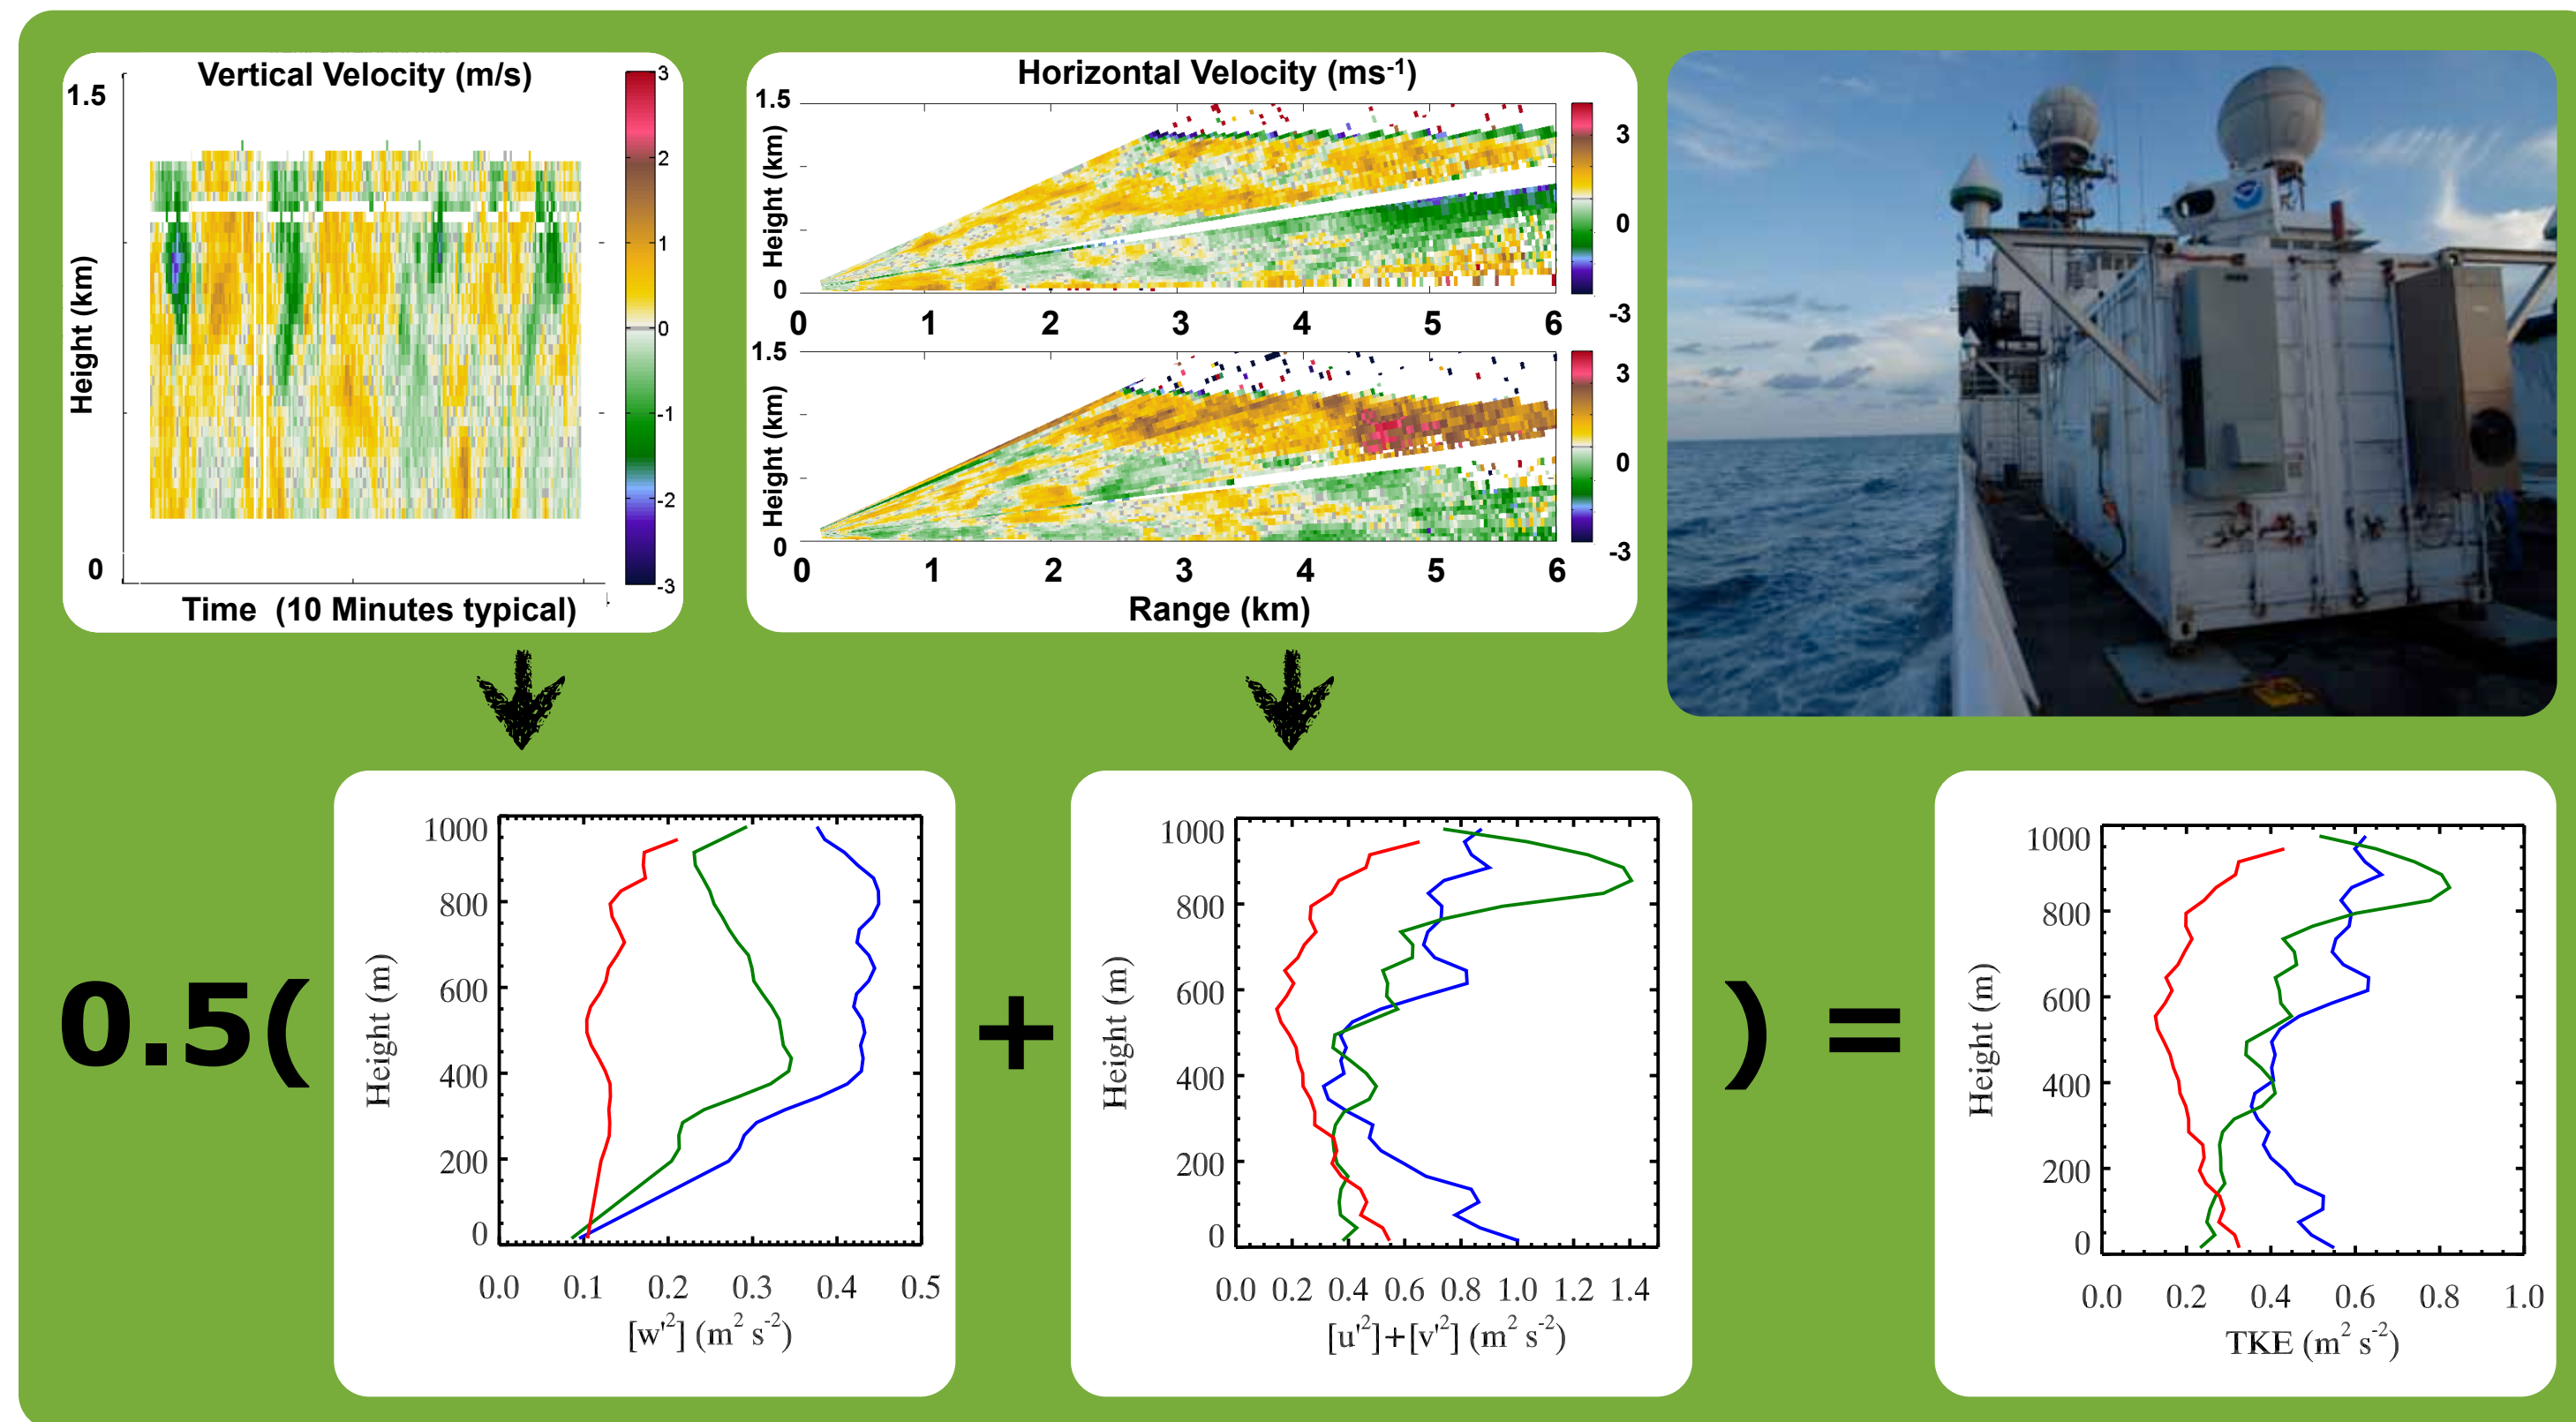 Vertical Velocity (m/s)
1.5
Height (km)
0
3
2
1
0
-1
-2
-3
Time (10 Minutes typical)
Horizontal Velocity (ms-1)
1.5
Height (km)
0
3
0
-3
0 1 2 3 4 5 6
1.5
Height (km)
0
3
0
-3
0 1 2 3 4 5 6
Range (km)
0.5(
1000
800
600
400
200
0
Height (m)
0.0 0.1 0.2 0.3 0.4 0.5
[w'2] (m2 s-2)
+
1000
800
600
400
200
0
Height (m)
0.0 0.2 0.4 0.6 0.8 1.0 1.2 1.4
[u'2]+[v'2] (m2 s-2)
) =
1000
800
600
400
200
0
Height (m)
0.0 0.2 0.4 0.6 0.8 1.0
TKE (m2 s-2)